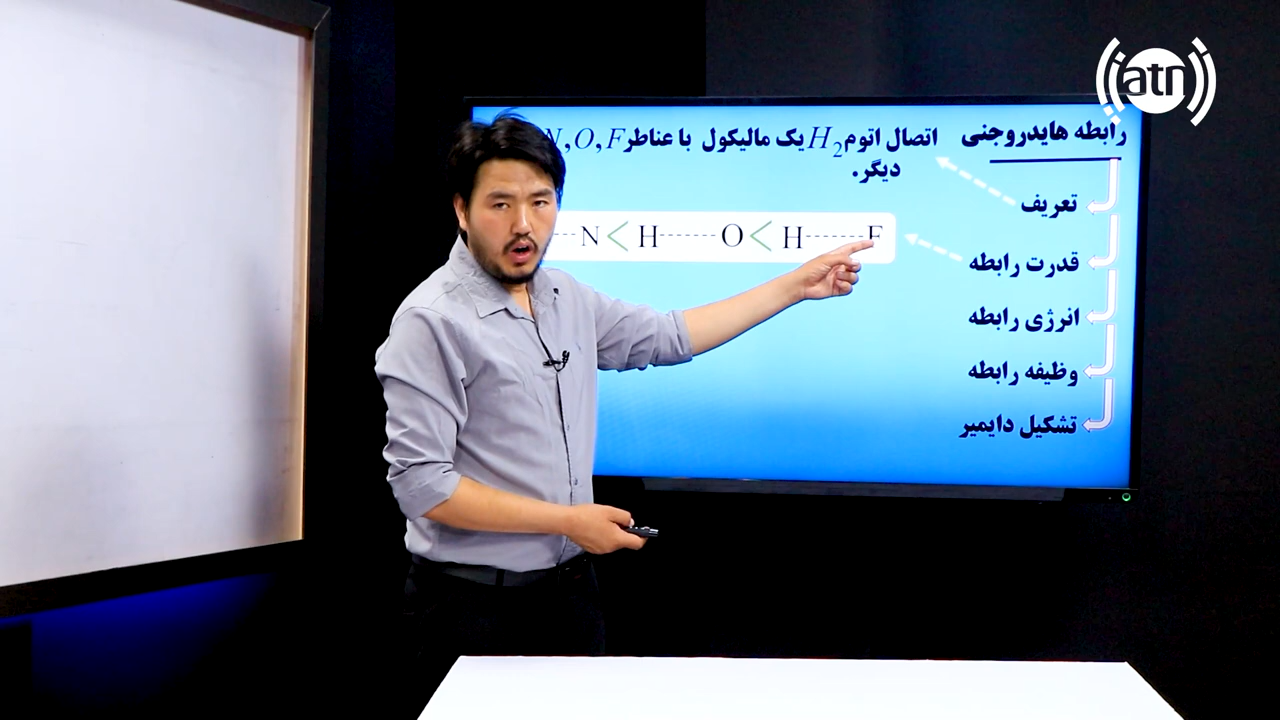 atn
رابطه هایدروجنی
اتصال اتوم H₂ یک مالیکول با عناطر N, O, F
دیگر.
تعریف
N < H ------ O < H ------- F
قدرت رابطه
انرژی رابطه
وظیفه رابطه
تشکیل دایمیر